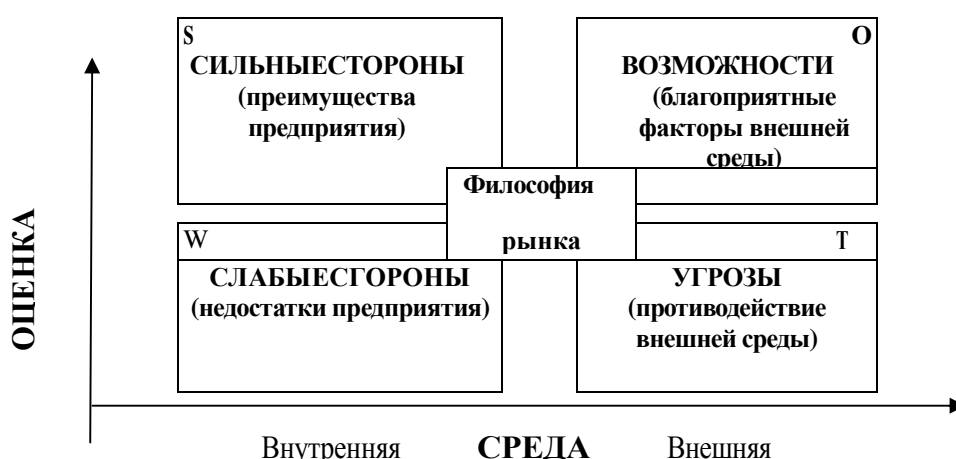 S
СИЛЬНЫЕСТОРОНЫ
(преимущества
предприятия)
O
ВОЗМОЖНОСТИ
(благоприятные
факторы внешней
среды)
Философия
рынка
W
СЛАБЫЕСГОРОНЫ
(недостатки предприятия)
T
УГРОЗЫ
(противодействие
внешней среды)
ОЦЕНКА
Внутренняя СРЕДА Внешняя